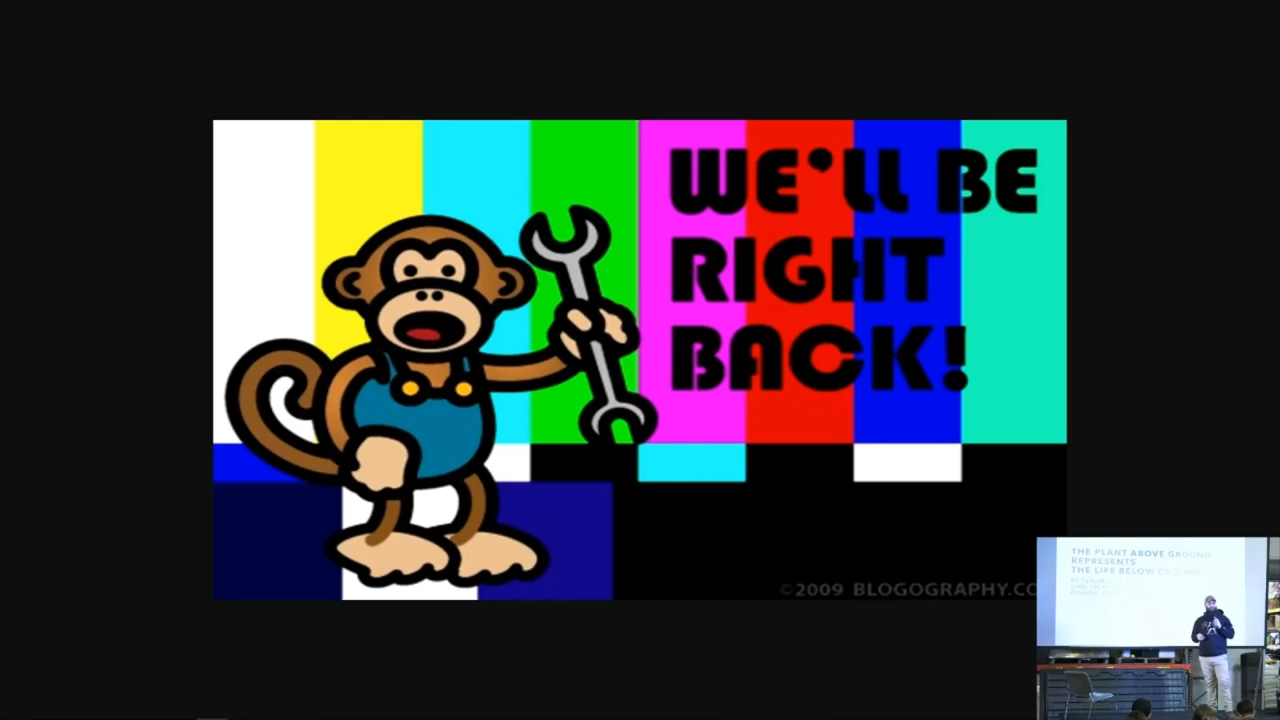 WE'LL BE
RIGHT
BACK!
©2009 BLOGOGRAPHY.CO
THE PLANT ABOVE GROUND
REPRESENTS
THE LIFE BELOW GROUND